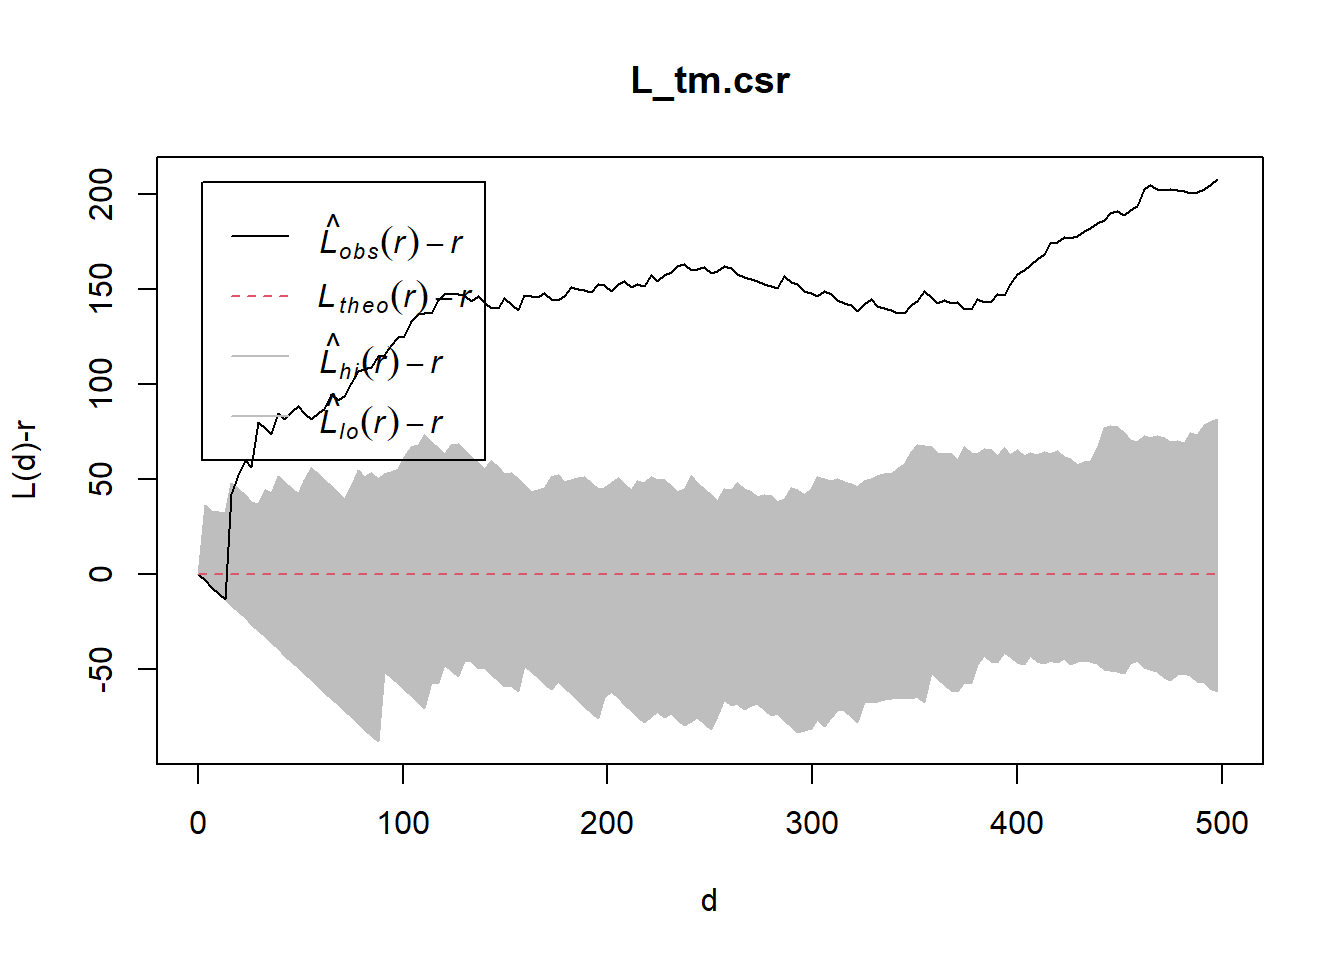 L_tm.csr
L̂obs(r) − r
Ltheo(r) − r
L̂hi(r) − r
L̂lo(r) − r
200
150
100
50
0
-50
L(d)-r
0 100 200 300 400 500
d